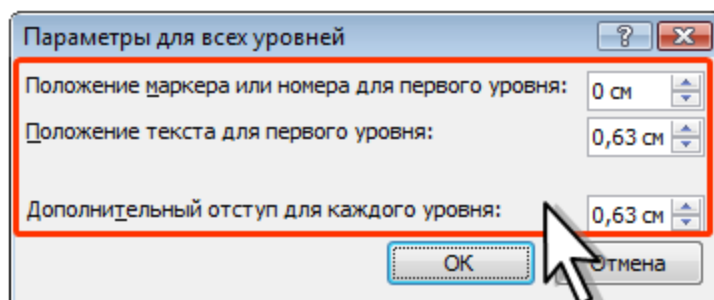 Параметры для всех уровней
Положение маркера или номера для первого уровня: 0 см
Положение текста для первого уровня: 0,63 см
Дополнительный отступ для каждого уровня: 0,63 см
ОК Отмена